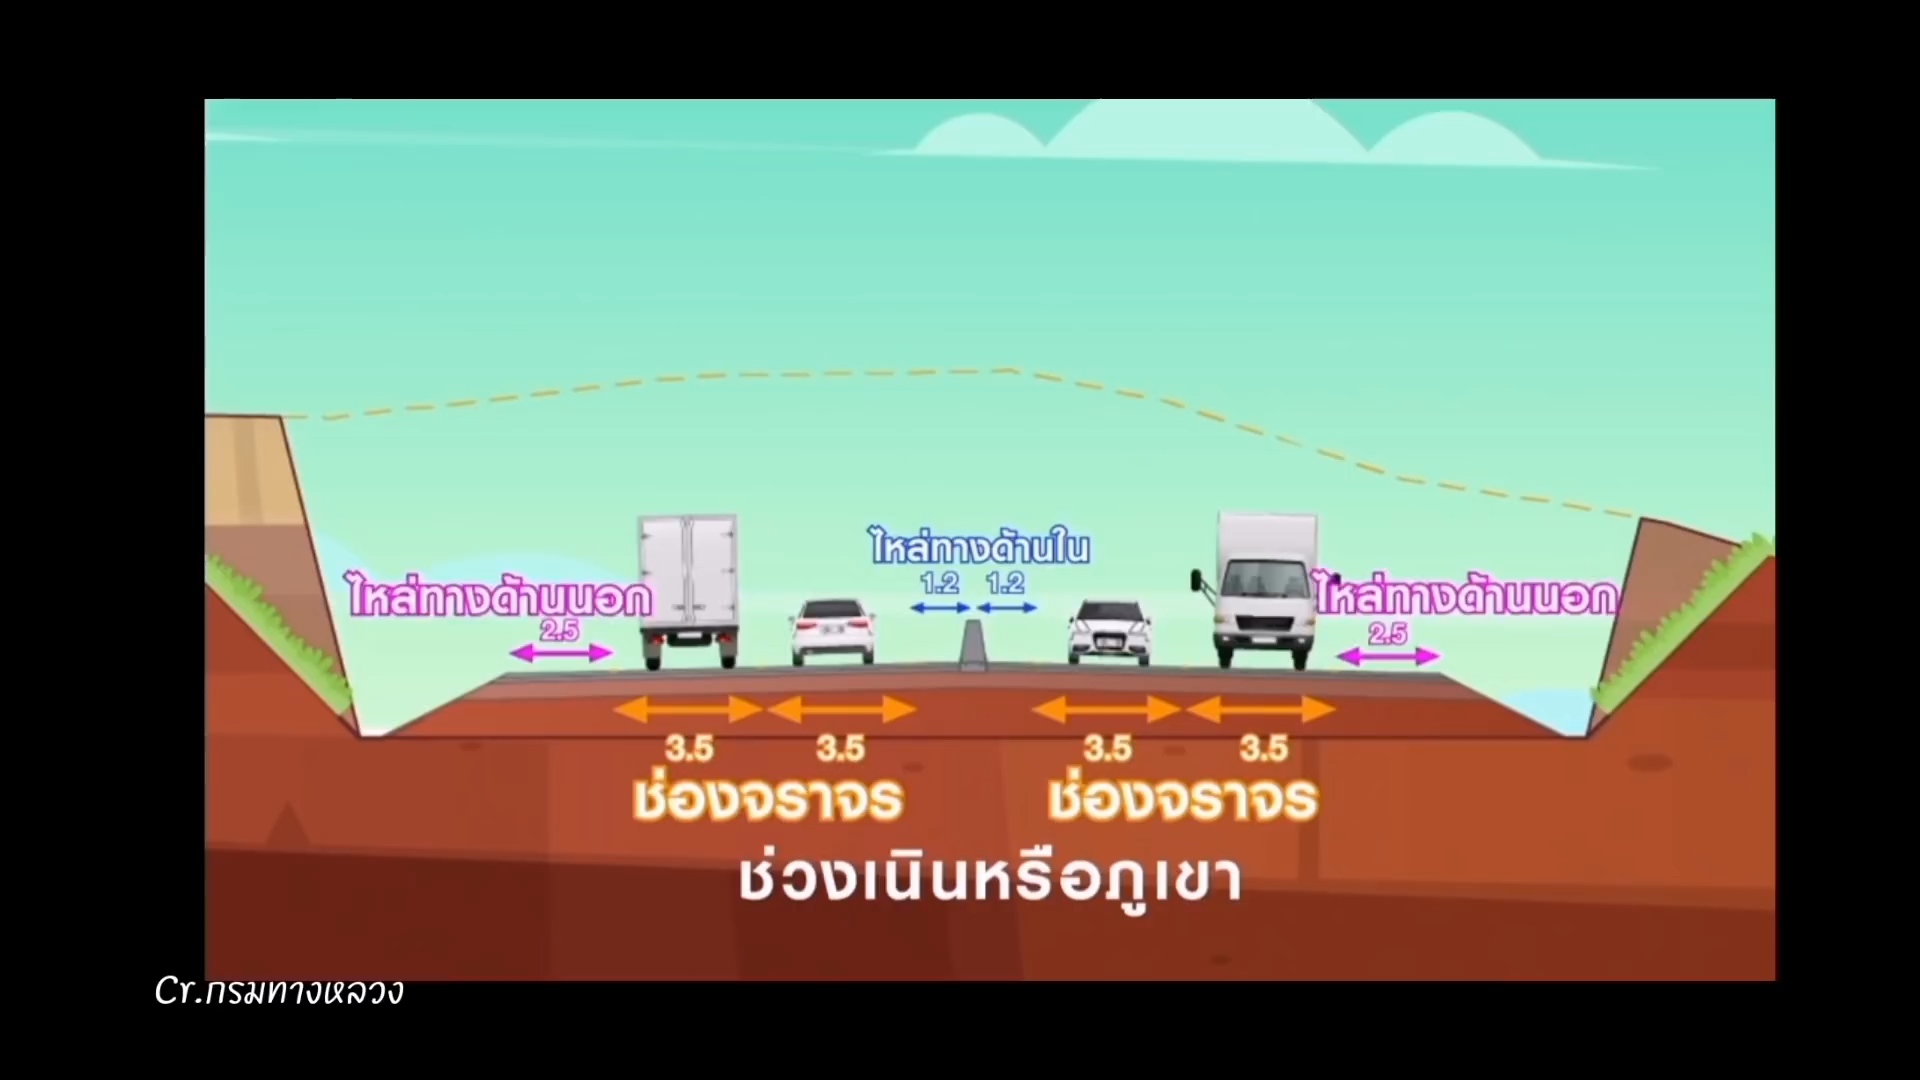 ไหล่ทางด้านใน
1.2 1.2
ไหล่ทางด้านนอก
2.5
ไหล่ทางด้านนอก
2.5
3.5 3.5
ช่องจราจร
3.5 3.5
ช่องจราจร
ช่วงเนินหรือภูเขา
Cr.กรมทางหลวง